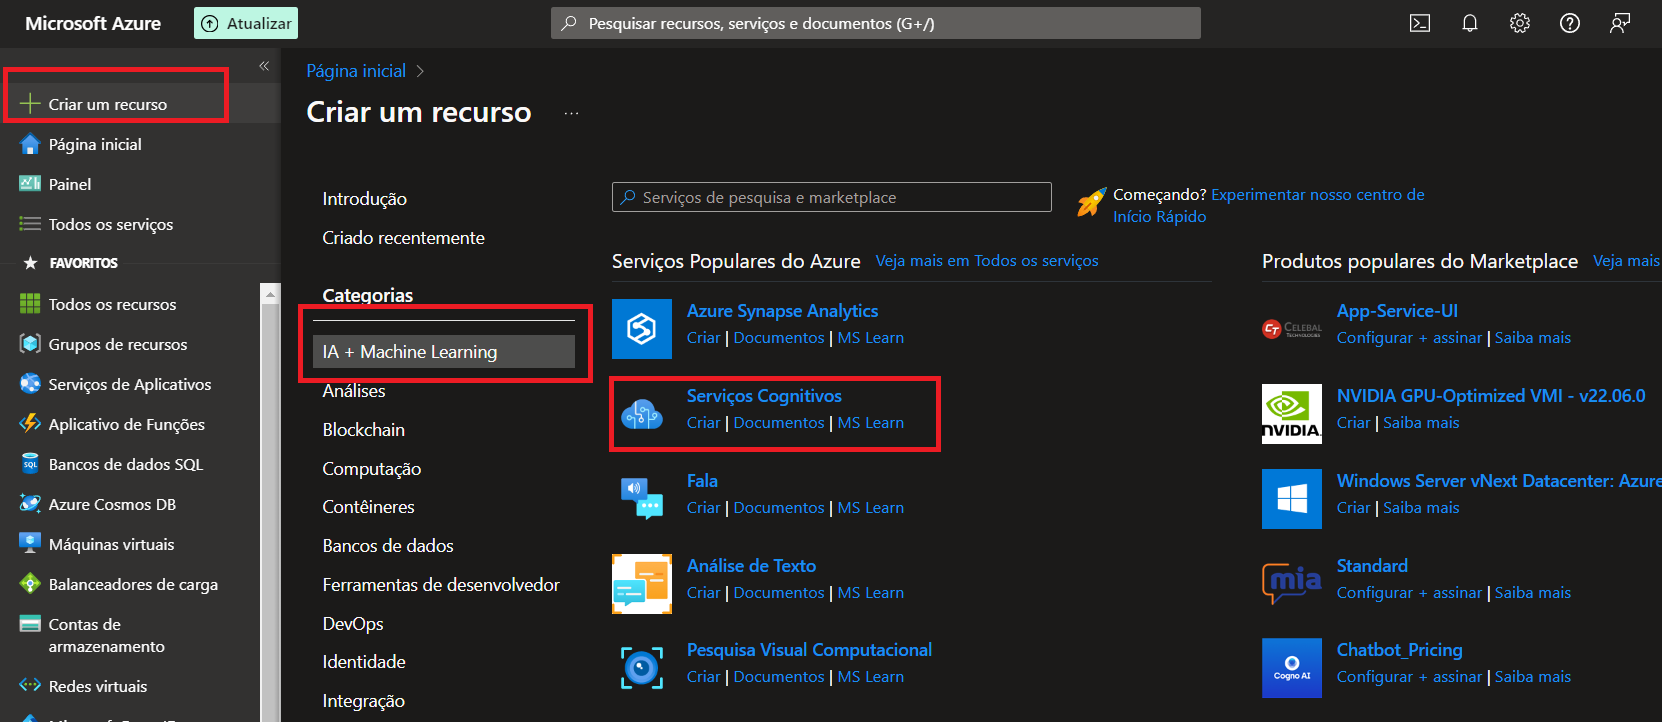 Microsoft Azure
Atualizar
Pesquisar recursos, serviços e documentos (G+/)
Criar um recurso
Página inicial
Painel
Todos os serviços
FAVORITOS
Todos os recursos
Grupos de recursos
Serviços de Aplicativos
Aplicativo de Funções
SQL
Bancos de dados SQL
Azure Cosmos DB
Máquinas virtuais
Balanceadores de carga
Contas de
armazenamento
Redes virtuais
Página inicial
Criar um recurso
...
Introdução
Criado recentemente
Categorias
IA + Machine Learning
Análises
Blockchain
Computação
Contêineres
Bancos de dados
Ferramentas de desenvolvedor
DevOps
Identidade
Integração
Serviços de pesquisa e marketplace
Começando? Experimentar nosso centro de
Início Rápido
Serviços Populares do Azure Veja mais em Todos os serviços
Azure Synapse Analytics
Criar | Documentos | MS Learn
Serviços Cognitivos
Criar | Documentos | MS Learn
Fala
Criar | Documentos | MS Learn
Análise de Texto
Criar | Documentos | MS Learn
Pesquisa Visual Computacional
Criar | Documentos | MS Learn
Produtos populares do Marketplace Veja mais
CT CELEBAL
TECHNOLOGIES
App-Service-UI
Configurar + assinar | Saiba mais
NVIDIA
NVIDIA GPU-Optimized VMI - v22.06.0
Criar | Saiba mais
Windows Server vNext Datacenter: Azure
Criar | Saiba mais
mia
Standard
Configurar + assinar | Saiba mais
Cogno AI
Chatbot_Pricing
Configurar + assinar | Saiba mais